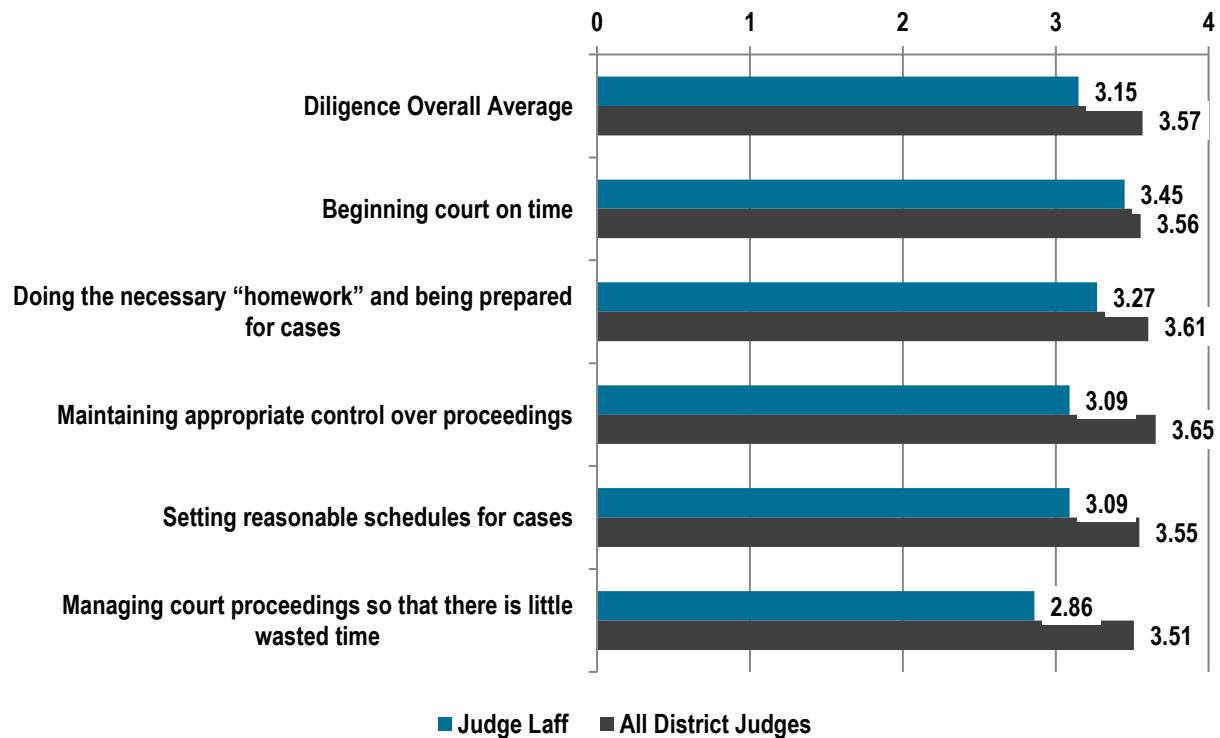 0 1 2 3 4
Diligence Overall Average
3.15
3.57
Beginning court on time
3.45
3.56
Doing the necessary “homework” and being prepared
for cases
3.27
3.61
Maintaining appropriate control over proceedings
3.09
3.65
Setting reasonable schedules for cases
3.09
3.55
Managing court proceedings so that there is little
wasted time
2.86
3.51
Judge Laff All District Judges